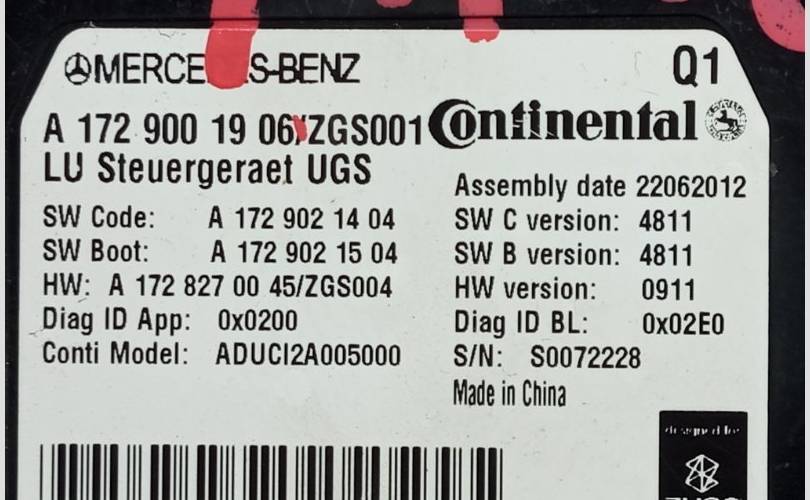 MERCE S-BENZ
Q1
A 172 900 19 06/ZGS001
Continental
LU Steuergeraet UGS
Assembly date 22062012
SW Code: A 172 902 14 04
SW C version: 4811
SW Boot: A 172 902 15 04
SW B version: 4811
HW: A 172 827 00 45/ZGS004
HW version: 0911
Diag ID App: 0x0200
Diag ID BL: 0x02E0
Conti Model: ADUCI2A005000
S/N: S0072228
Made in China
designed for